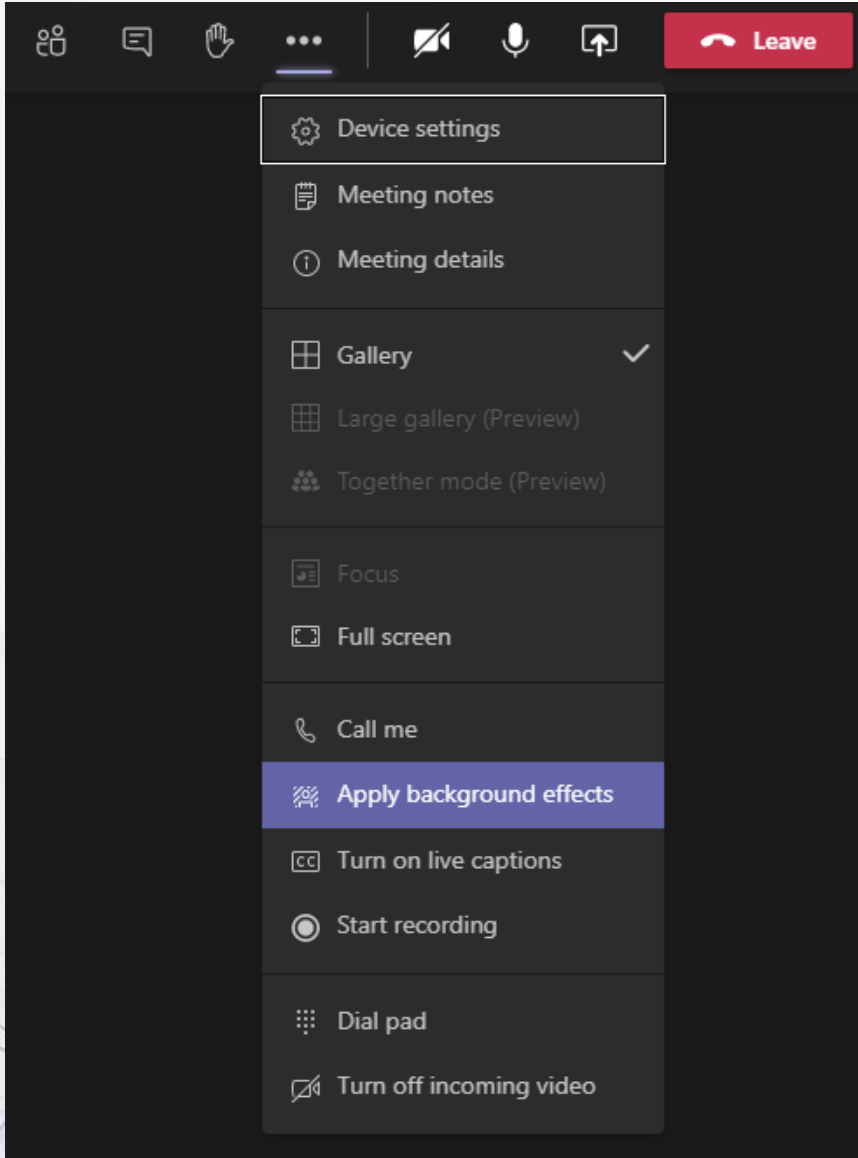 Leave
Device settings
Meeting notes
Meeting details
Gallery
Large gallery (Preview)
Together mode (Preview)
Focus
Full screen
Call me
Apply background effects
CC Turn on live captions
Start recording
Dial pad
Turn off incoming video